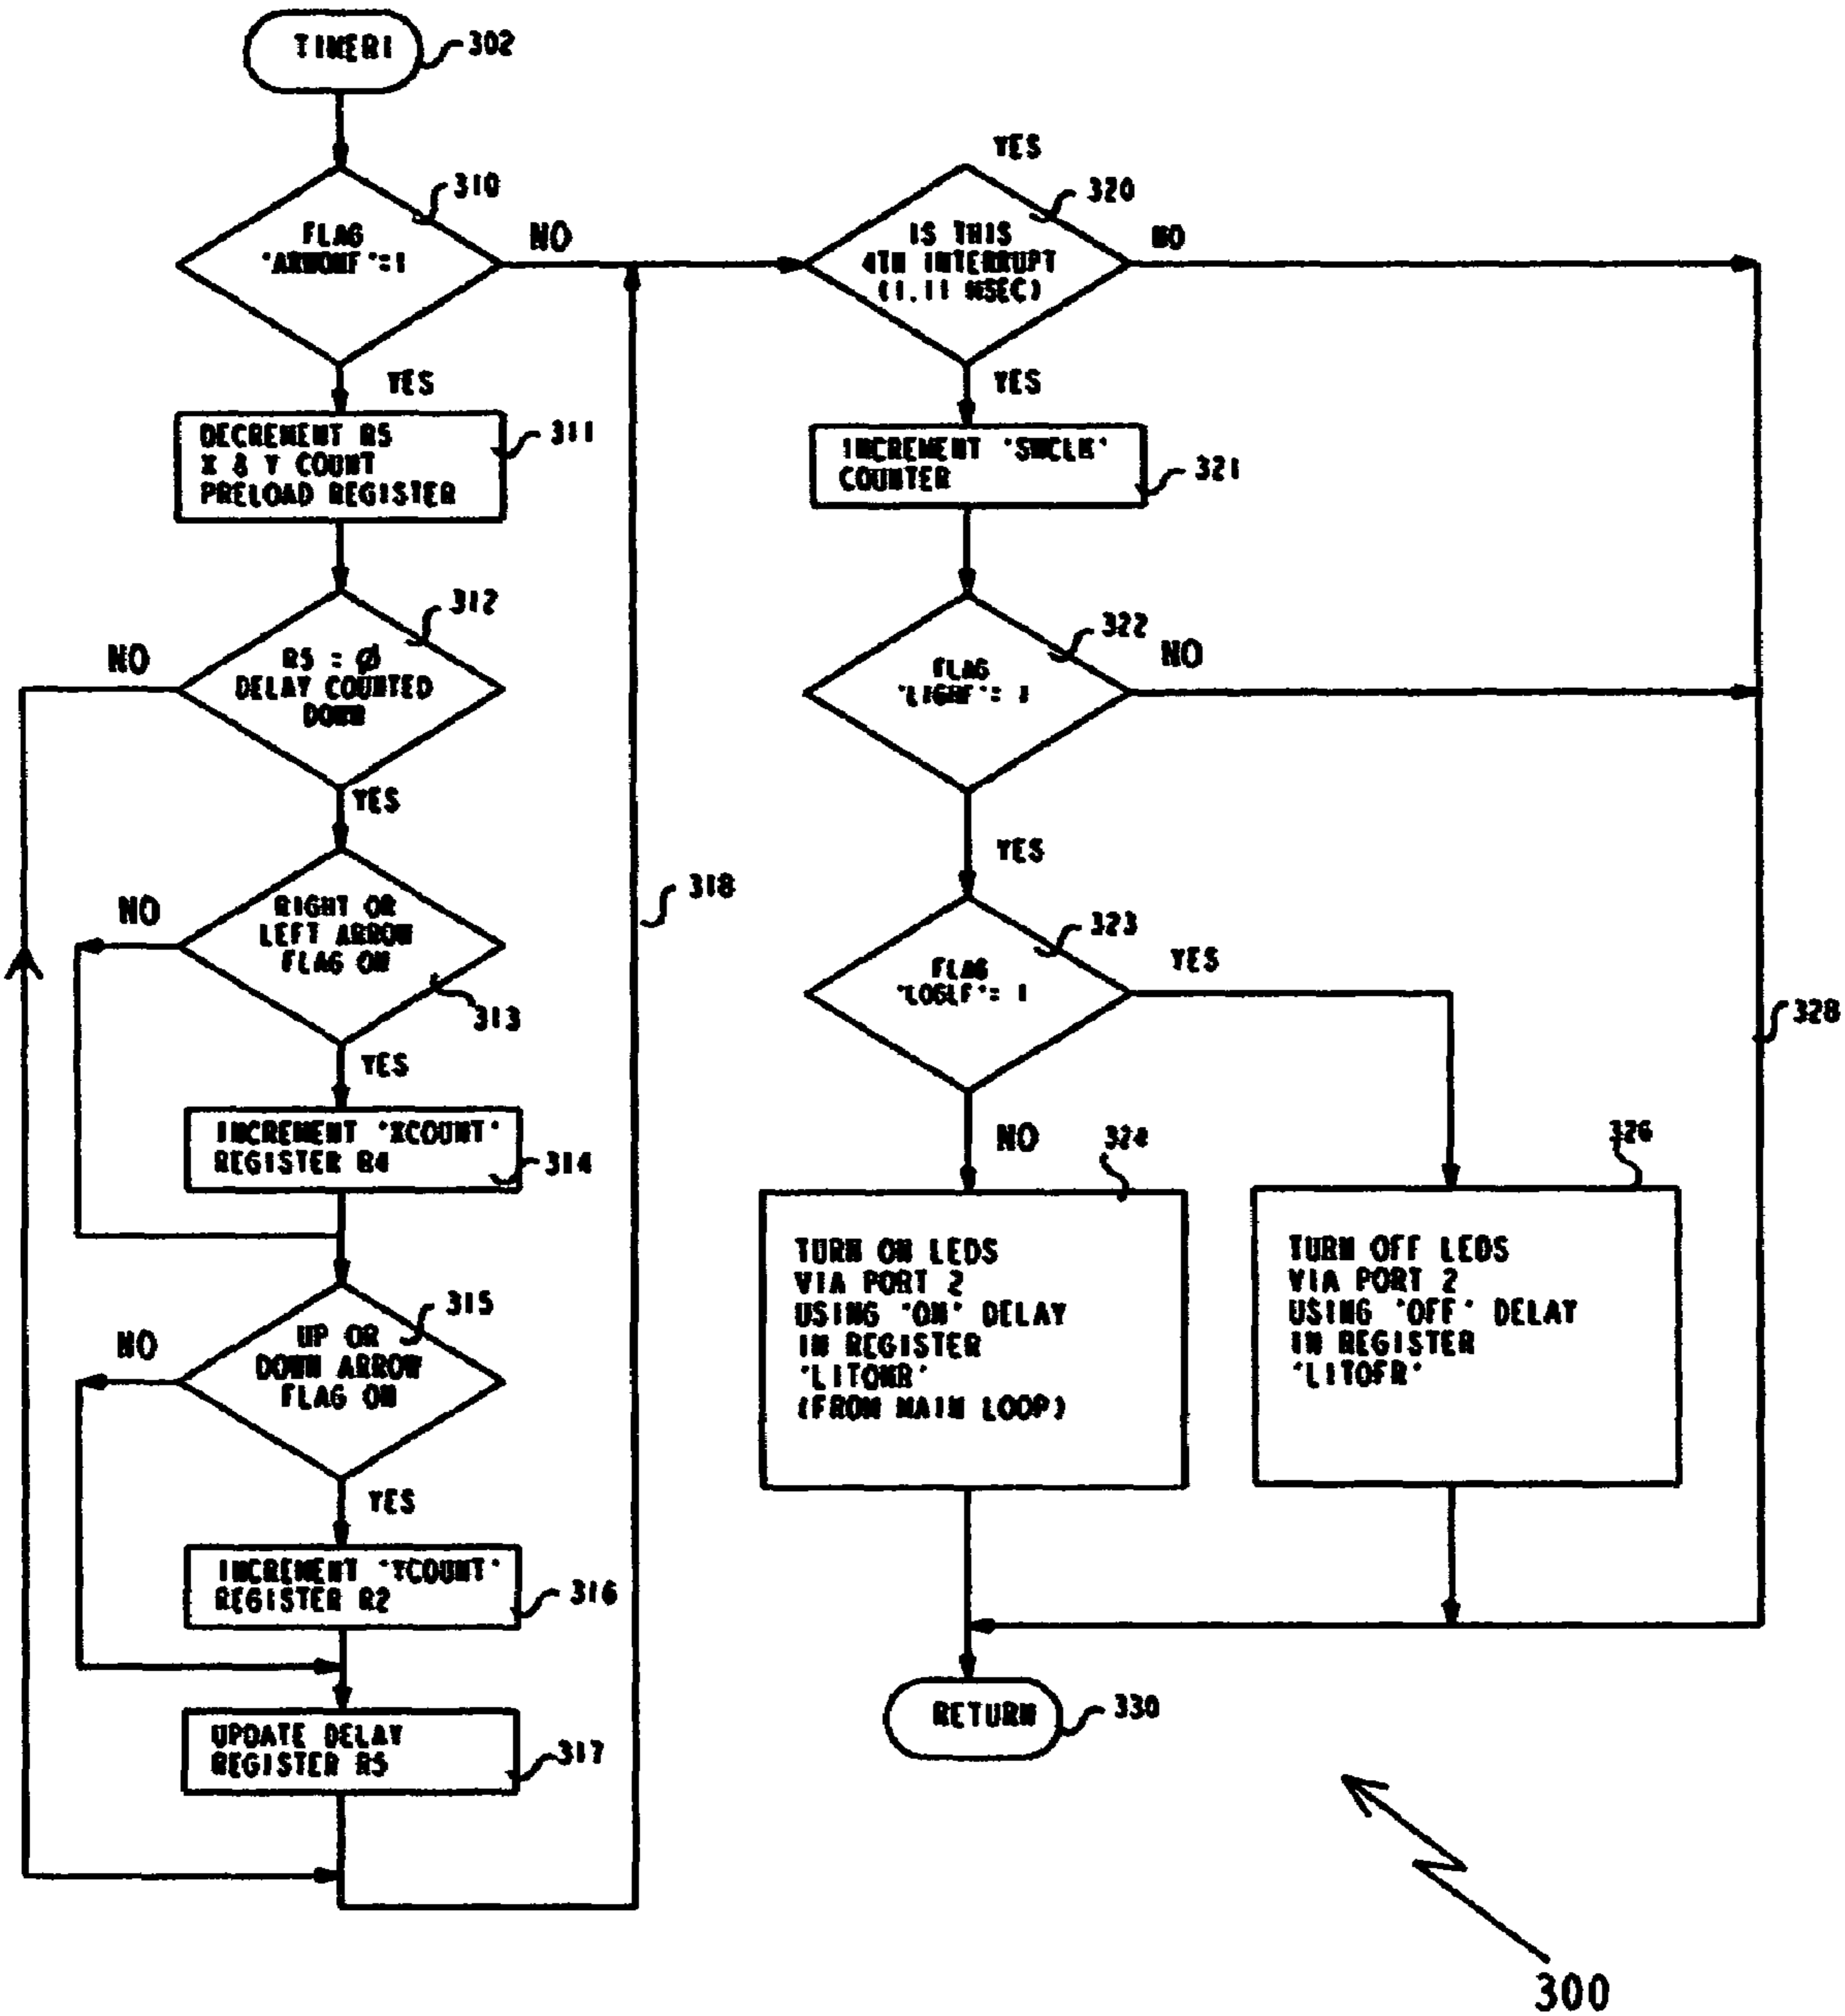 TIMER1
302
310
FLAG
'ARWONF'=1
NO
YES
DECREMENT R5
X & Y COUNT
PRELOAD REGISTER
311
312
R5 = Ø
DELAY COUNTED
DOWN
NO
YES
RIGHT OR
LEFT ARROW
FLAG ON
NO
313
YES
INCREMENT 'XCOUNT'
REGISTER R4
314
315
UP OR
DOWN ARROW
FLAG ON
NO
YES
INCREMENT 'YCOUNT'
REGISTER R2
316
UPDATE DELAY
REGISTER R5
317
318
YES
320
IS THIS
4TH INTERRUPT
(1.11 MSEC)
NO
YES
INCREMENT 'SWCLK'
COUNTER
321
322
FLAG
'LIGHF'= 1
NO
YES
323
FLAG
'LOGLF'= 1
YES
NO
324
TURN ON LEDS
VIA PORT 2
USING 'ON' DELAY
IN REGISTER
'LITONR'
(FROM MAIN LOOP)
326
TURN OFF LEDS
VIA PORT 2
USING 'OFF' DELAY
IN REGISTER
'LITOFR'
328
RETURN
330
300